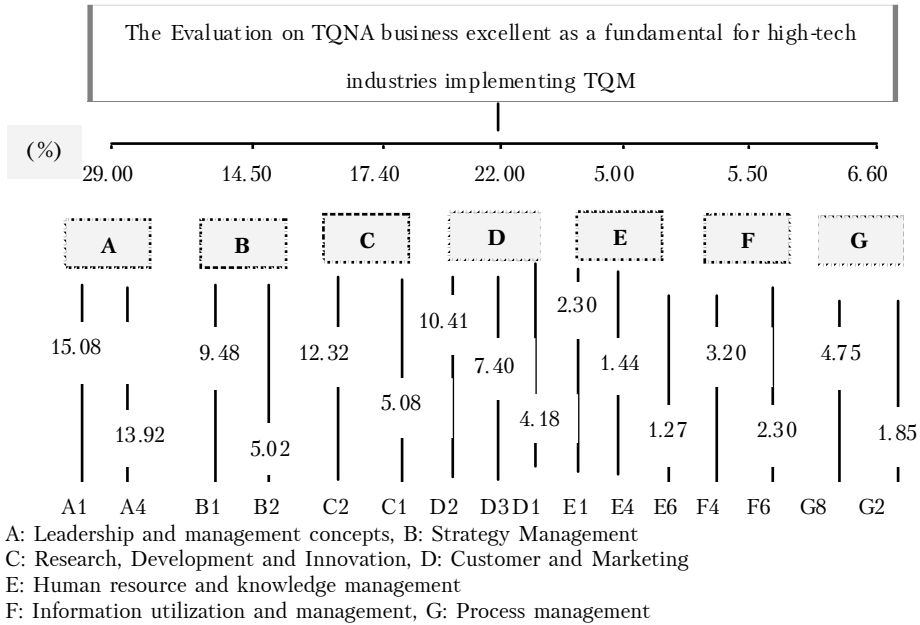 The Evaluation on TQNA business excellent as a fundamental for high-tech
industries implementing TQM
(%)
29.00 14.50 17.40 22.00 5.00 5.50 6.60
A B C D E F G
10.41 2.30
15.08 9.48 12.32 7.40 1.44 3.20 4.75
5.08 4.18
13.92 5.02 1.27 2.30 1.85
A1 A4 B1 B2 C2 C1 D2 D3 D1 E1 E4 E6 F4 F6 G8 G2
A: Leadership and management concepts, B: Strategy Management
C: Research, Development and Innovation, D: Customer and Marketing
E: Human resource and knowledge management
F: Information utilization and management, G: Process management